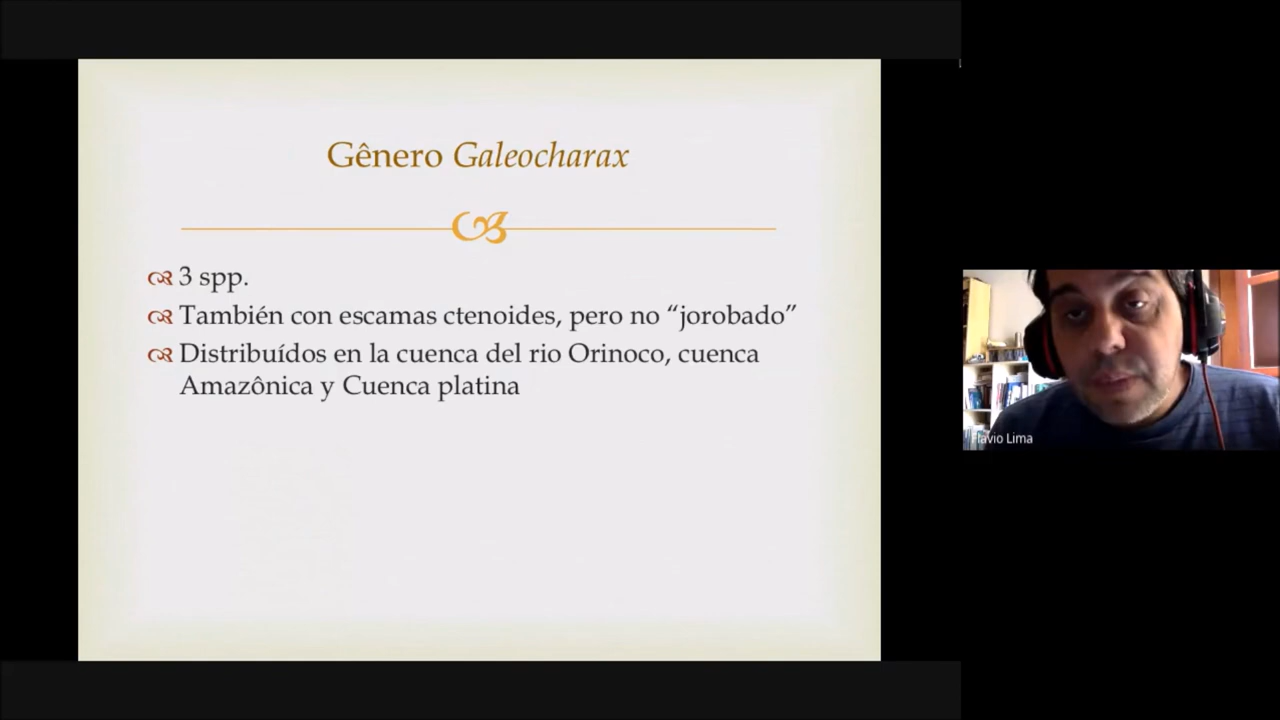 Gênero Galeocharax
3 spp.
También con escamas ctenoides, pero no “jorobado”
Distribuídos en la cuenca del rio Orinoco, cuenca
Amazônica y Cuenca platina
Flavio Lima